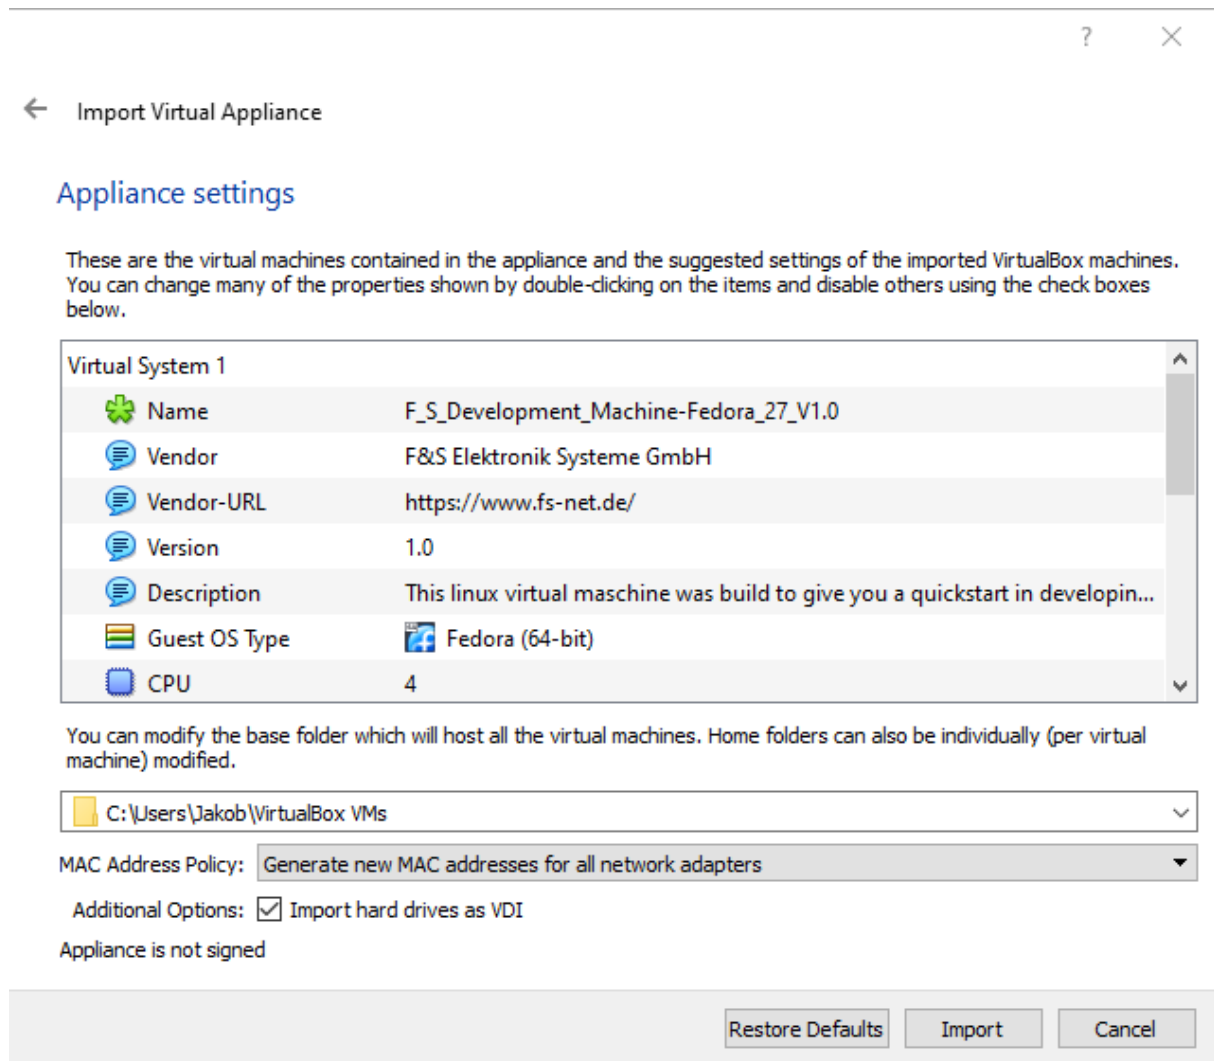 ?
Import Virtual Appliance
Appliance settings
These are the virtual machines contained in the appliance and the suggested settings of the imported VirtualBox machines.
You can change many of the properties shown by double-clicking on the items and disable others using the check boxes
below.
Virtual System 1
Name F_S_Development_Machine-Fedora_27_V1.0
Vendor F&S Elektronik Systeme GmbH
Vendor-URL https://www.fs-net.de/
Version 1.0
Description This linux virtual maschine was build to give you a quickstart in developin...
Guest OS Type Fedora (64-bit)
CPU 4
You can modify the base folder which will host all the virtual machines. Home folders can also be individually (per virtual
machine) modified.
C:\Users\Jakob\VirtualBox VMs
MAC Address Policy: Generate new MAC addresses for all network adapters
Additional Options: Import hard drives as VDI
Appliance is not signed
Restore Defaults Import Cancel